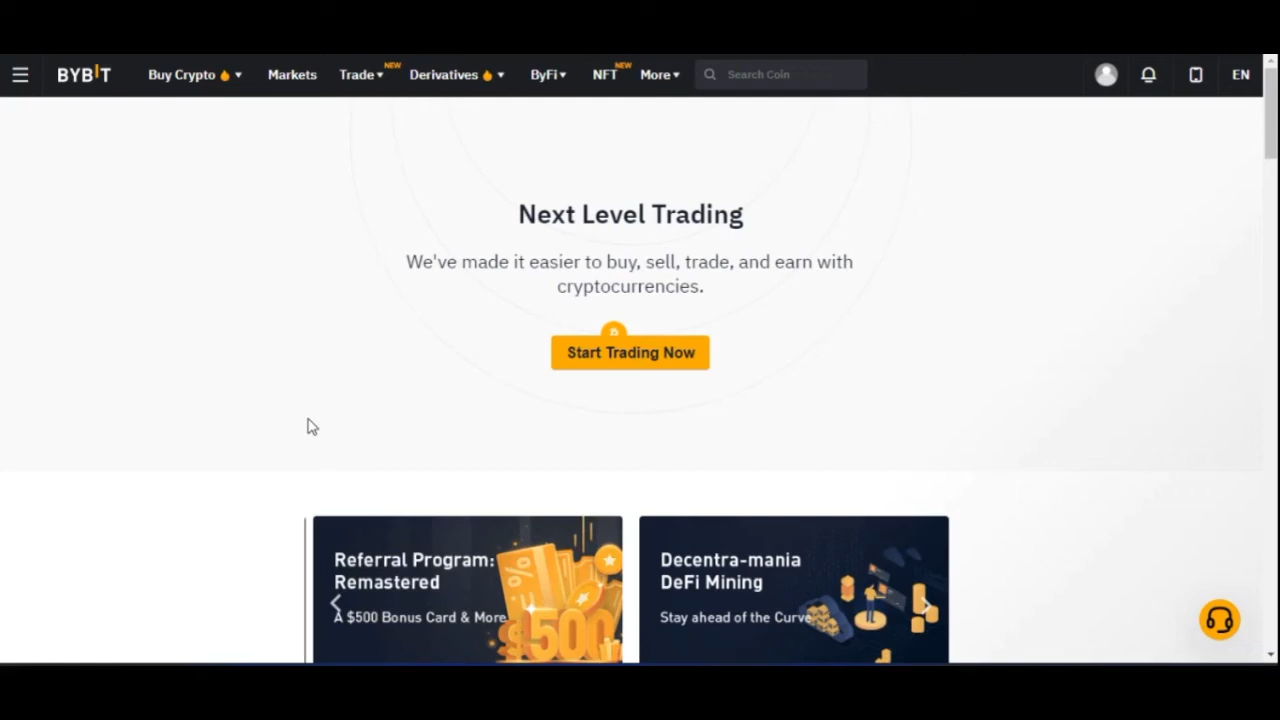 BYBIT
Buy Crypto
Markets
Trade
NEW
Derivatives
ByFi
NFT
NEW
More
Search Coin
EN
Next Level Trading
We've made it easier to buy, sell, trade, and earn with
cryptocurrencies.
Start Trading Now
Referral Program:
Remastered
A $500 Bonus Card & More
%
$500
Decentra-mania
DeFi Mining
Stay ahead of the Curve